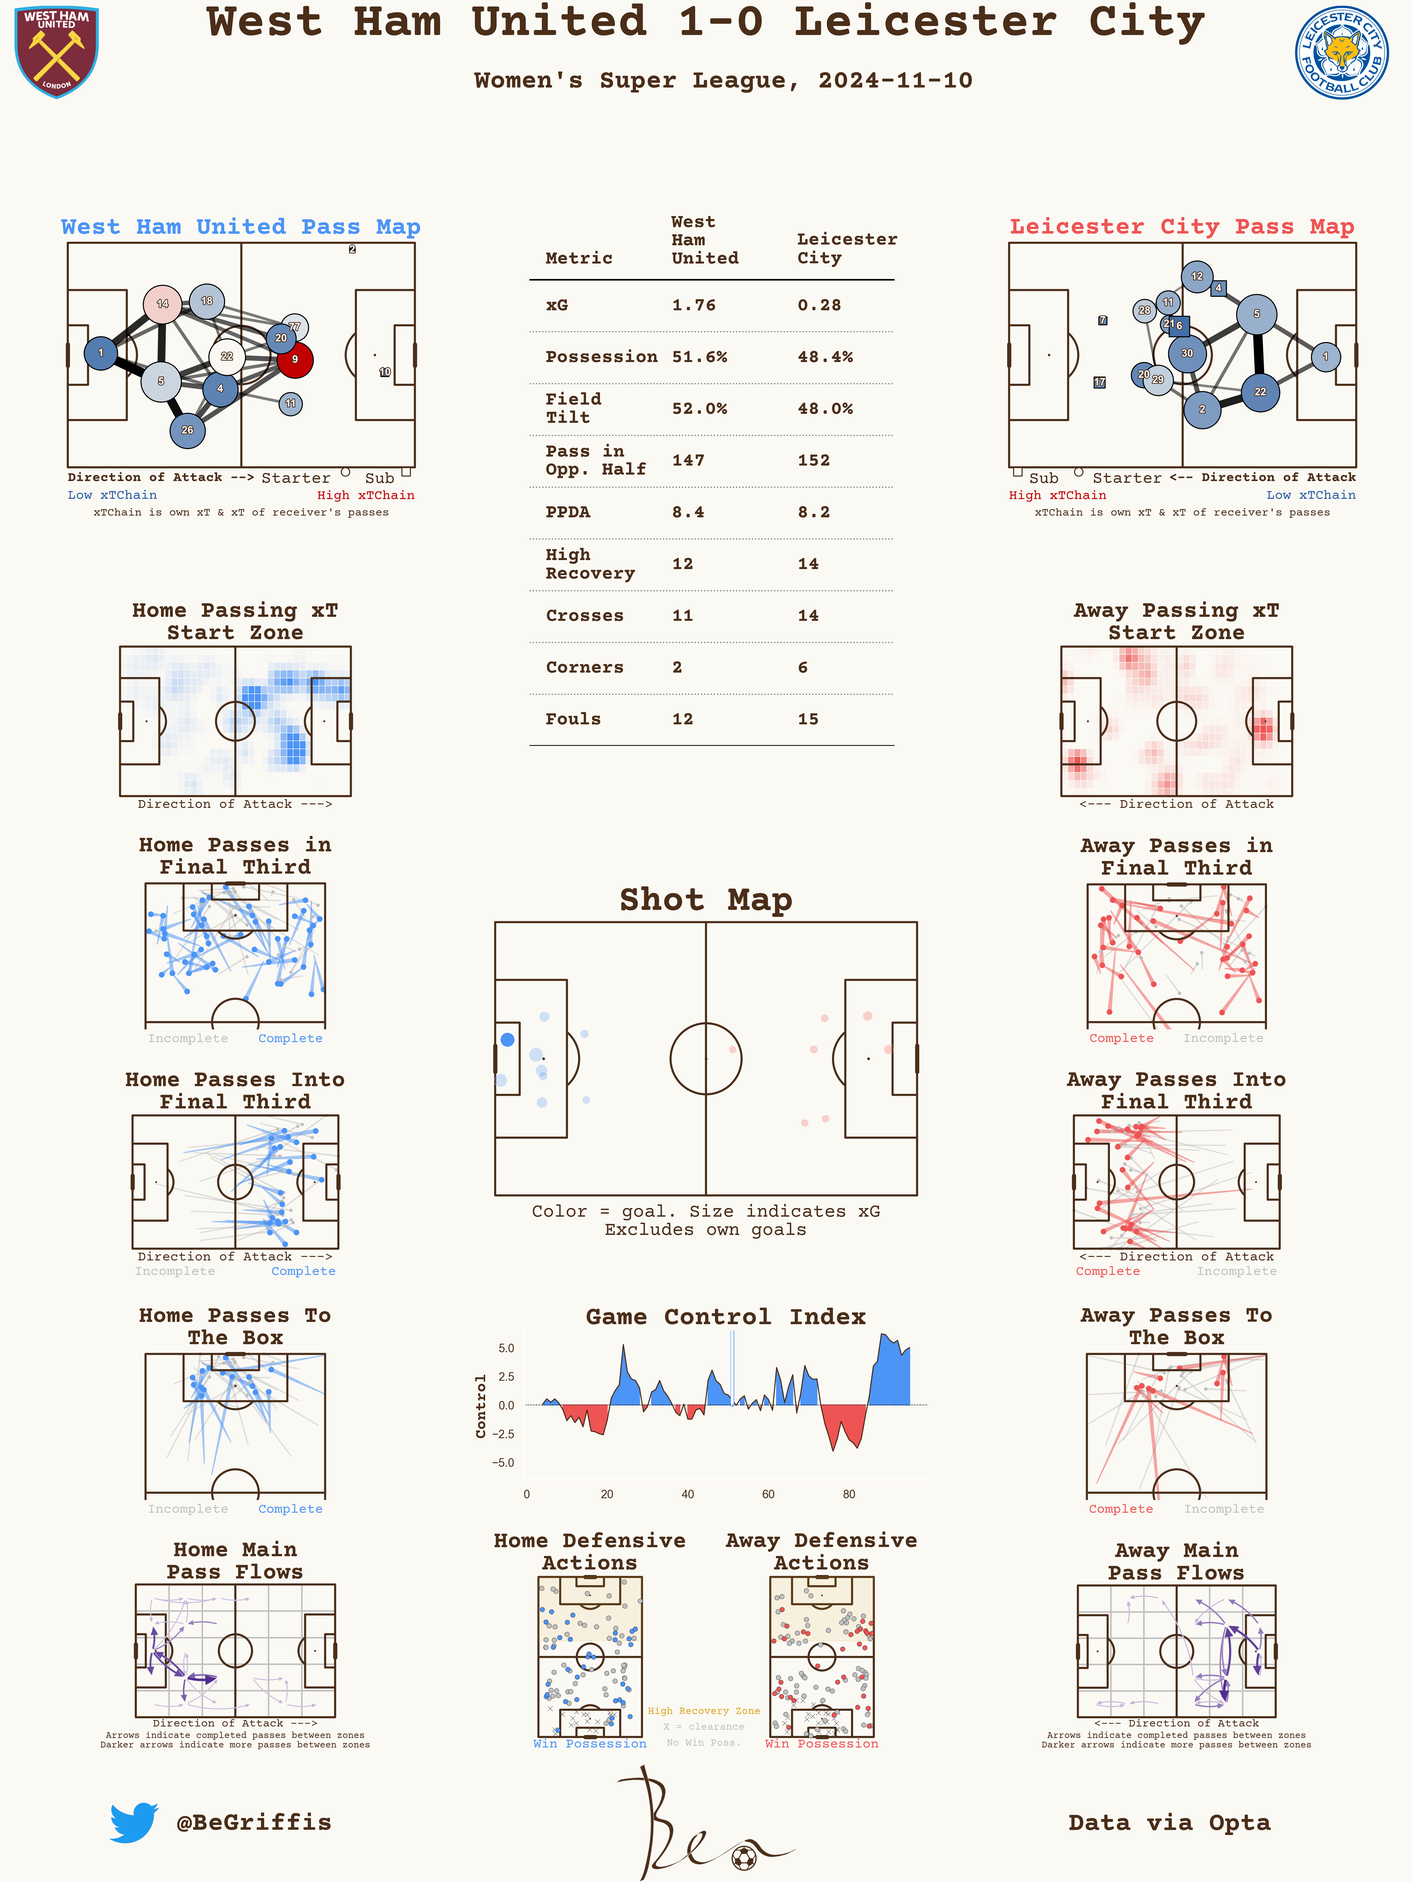 West Ham United 1-0 Leicester City
Women's Super League, 2024-11-10
WEST HAM
UNITED
LONDON
LEICESTER CITY
FOOTBALL CLUB
West Ham United Pass Map
2
14
18
77
20
1
22
9
10
5
4
11
26
Direction of Attack --> Starter Sub
Low xTChain High xTChain
xTChain is own xT & xT of receiver's passes
Metric West Ham United Leicester City
xG 1.76 0.28
Possession 51.6% 48.4%
Field Tilt 52.0% 48.0%
Pass in Opp. Half 147 152
PPDA 8.4 8.2
High Recovery 12 14
Crosses 11 14
Corners 2 6
Fouls 12 15
Leicester City Pass Map
12
4
11
28
7
21
6
5
30
1
20
29
17
22
2
Sub Starter <-- Direction of Attack
High xTChain Low xTChain
xTChain is own xT & xT of receiver's passes
Home Passing xT
Start Zone
Direction of Attack --->
Away Passing xT
Start Zone
<--- Direction of Attack
Home Passes in
Final Third
Incomplete Complete
Away Passes in
Final Third
Complete Incomplete
Shot Map
Color = goal. Size indicates xG
Excludes own goals
Home Passes Into
Final Third
Direction of Attack --->
Incomplete Complete
Away Passes Into
Final Third
<--- Direction of Attack
Complete Incomplete
Home Passes To
The Box
Incomplete Complete
Game Control Index
Control
5.0
2.5
0.0
−2.5
−5.0
0 20 40 60 80
Away Passes To
The Box
Complete Incomplete
Home Main
Pass Flows
Direction of Attack --->
Arrows indicate completed passes between zones
Darker arrows indicate more passes between zones
Home Defensive
Actions
Win Possession
High Recovery Zone
X = clearance
No Win Poss.
Away Defensive
Actions
Win Possession
Away Main
Pass Flows
<--- Direction of Attack
Arrows indicate completed passes between zones
Darker arrows indicate more passes between zones
@BeGriffis
Ben
Data via Opta